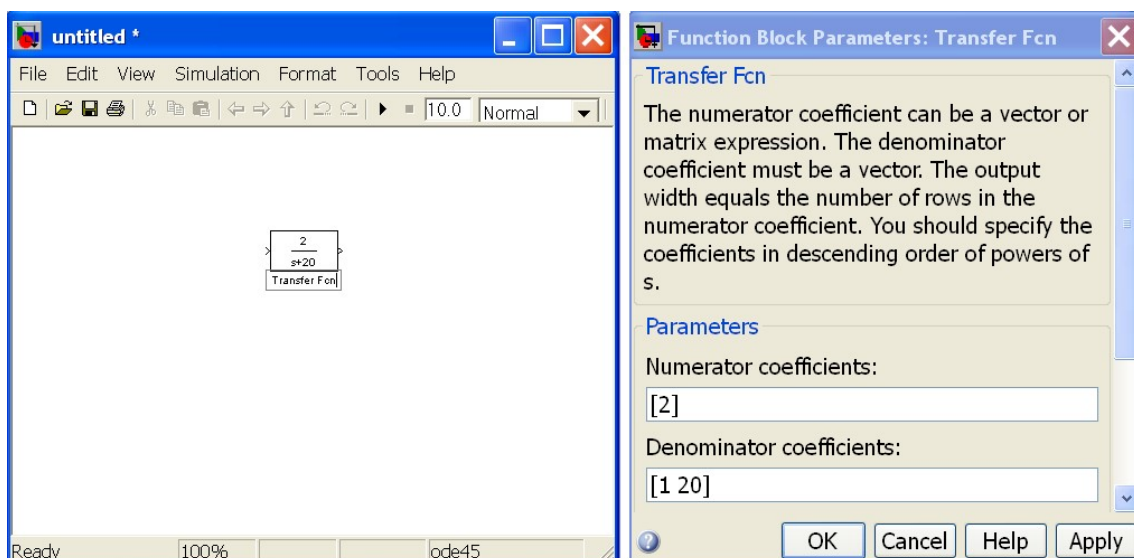 untitled *
File Edit View Simulation Format Tools Help
10.0 Normal
2
s+20
Transfer Fcn
Ready 100% ode45
Function Block Parameters: Transfer Fcn
Transfer Fcn
The numerator coefficient can be a vector or
matrix expression. The denominator
coefficient must be a vector. The output
width equals the number of rows in the
numerator coefficient. You should specify the
coefficients in descending order of powers of
s.
Parameters
Numerator coefficients:
[2]
Denominator coefficients:
[1 20]
OK Cancel Help Apply